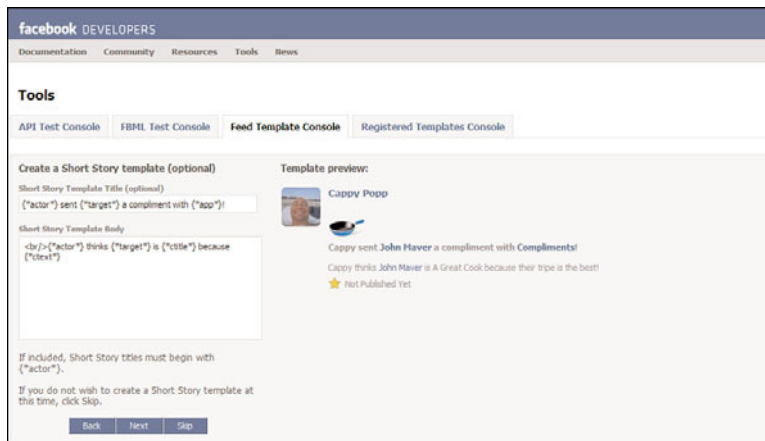 facebook DEVELOPERS
Documentation Community Resources Tools News
Tools
API Test Console FBML Test Console Feed Template Console Registered Templates Console
Create a Short Story template (optional)
Short Story Template Title (optional)
{*actor*} sent {*target*} a compliment with {*app*}!
Short Story Template Body
<br/>{*actor*} thinks {*target*} is {*ctitle*} because
{*ctext*}
If included, Short Story titles must begin with
{*actor*}.
If you do not wish to create a Short Story template at
this time, click Skip.
Back Next Skip
Template preview:
Cappy Popp
Cappy sent John Maver a compliment with Compliments!
Cappy thinks John Maver is A Great Cook because their tripe is the best!
Not Published Yet